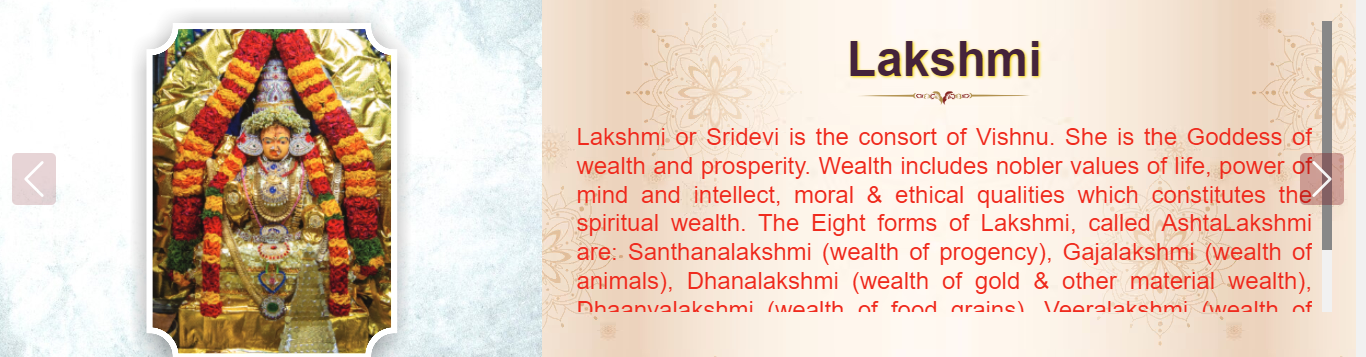 Lakshmi
Lakshmi or Sridevi is the consort of Vishnu. She is the Goddess of
wealth and prosperity. Wealth includes nobler values of life, power of
mind and intellect, moral & ethical qualities which constitutes the
spiritual wealth. The Eight forms of Lakshmi, called AshtaLakshmi
are: Santhanalakshmi (wealth of progency), Gajalakshmi (wealth of
animals), Dhanalakshmi (wealth of gold & other material wealth),
Dhaanyalakshmi (wealth of food grains), Veeralakshmi (wealth of